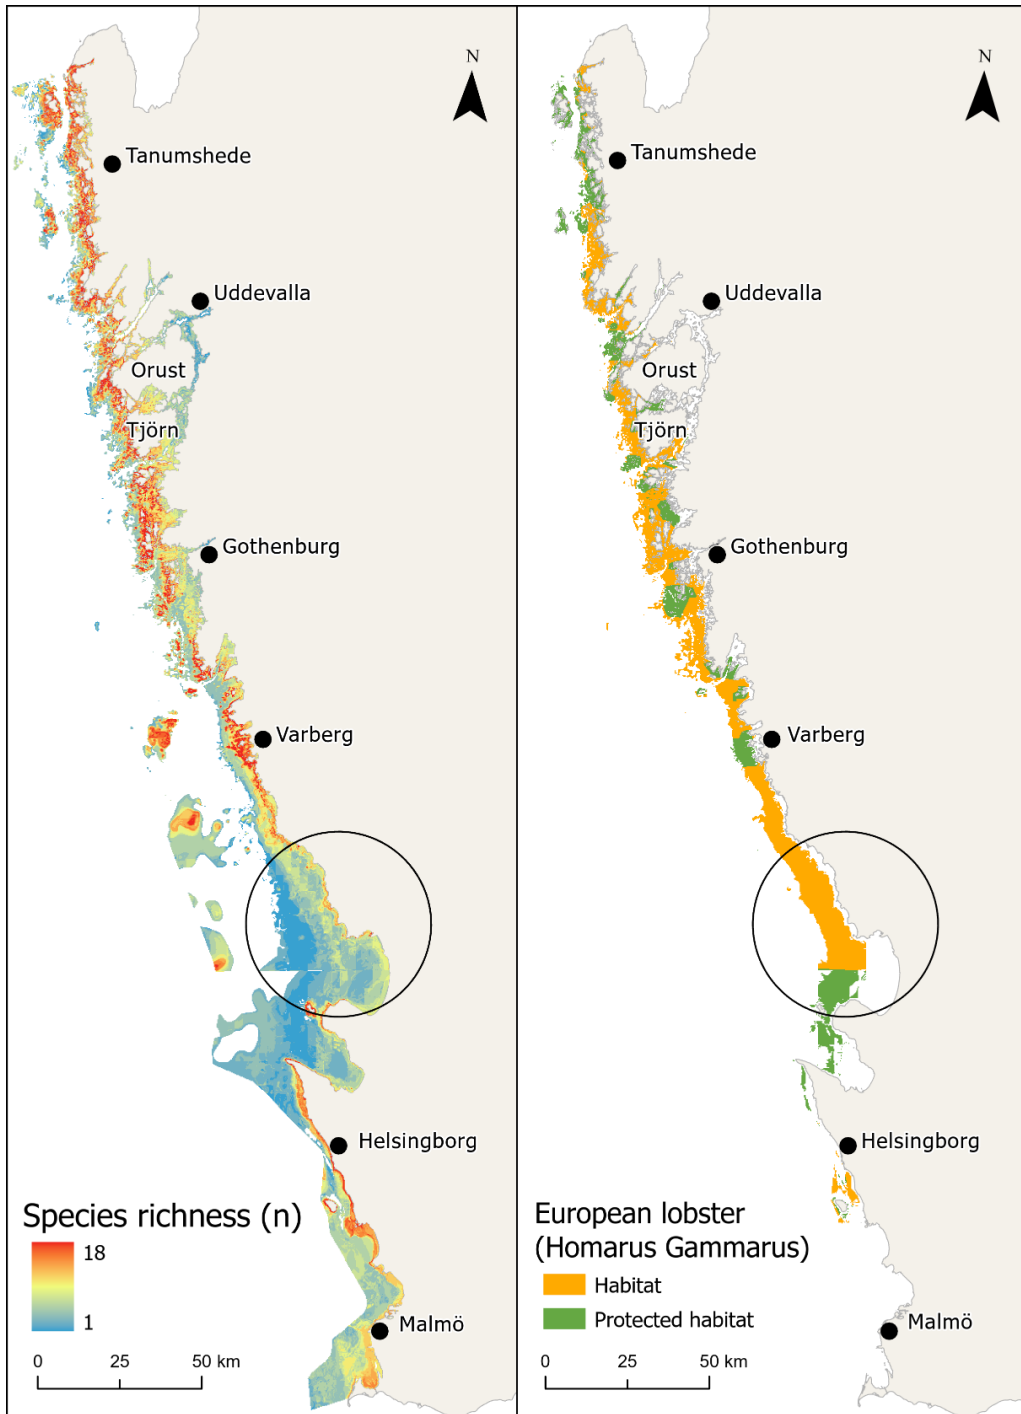 N
Tanumshede
Uddevalla
Orust
Tjörn
Gothenburg
Varberg
Helsingborg
Species richness (n)
18
1
Malmö
0 25 50 km
N
Tanumshede
Uddevalla
Orust
Tjörn
Gothenburg
Varberg
Helsingborg
European lobster
(Homarus Gammarus)
Habitat
Protected habitat
Malmö
0 25 50 km